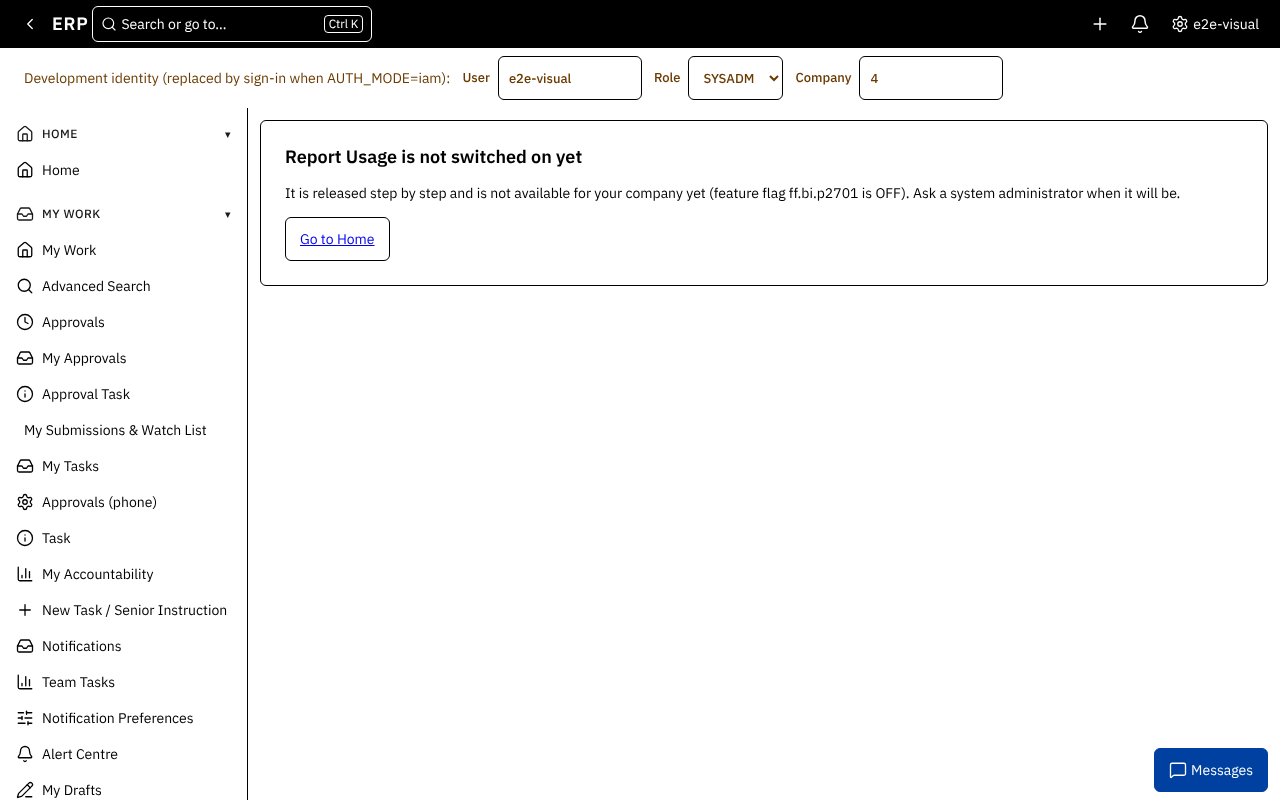 ERP
Search or go to...
Ctrl K
e2e-visual
Development identity (replaced by sign-in when AUTH_MODE=iam):
User
e2e-visual
Role
SYSADM
Company
4
HOME
Home
MY WORK
My Work
Advanced Search
Approvals
My Approvals
Approval Task
My Submissions & Watch List
My Tasks
Approvals (phone)
Task
My Accountability
New Task / Senior Instruction
Notifications
Team Tasks
Notification Preferences
Alert Centre
My Drafts
Report Usage is not switched on yet
It is released step by step and is not available for your company yet (feature flag ff.bi.p2701 is OFF). Ask a system administrator when it will be.
Go to Home
Messages